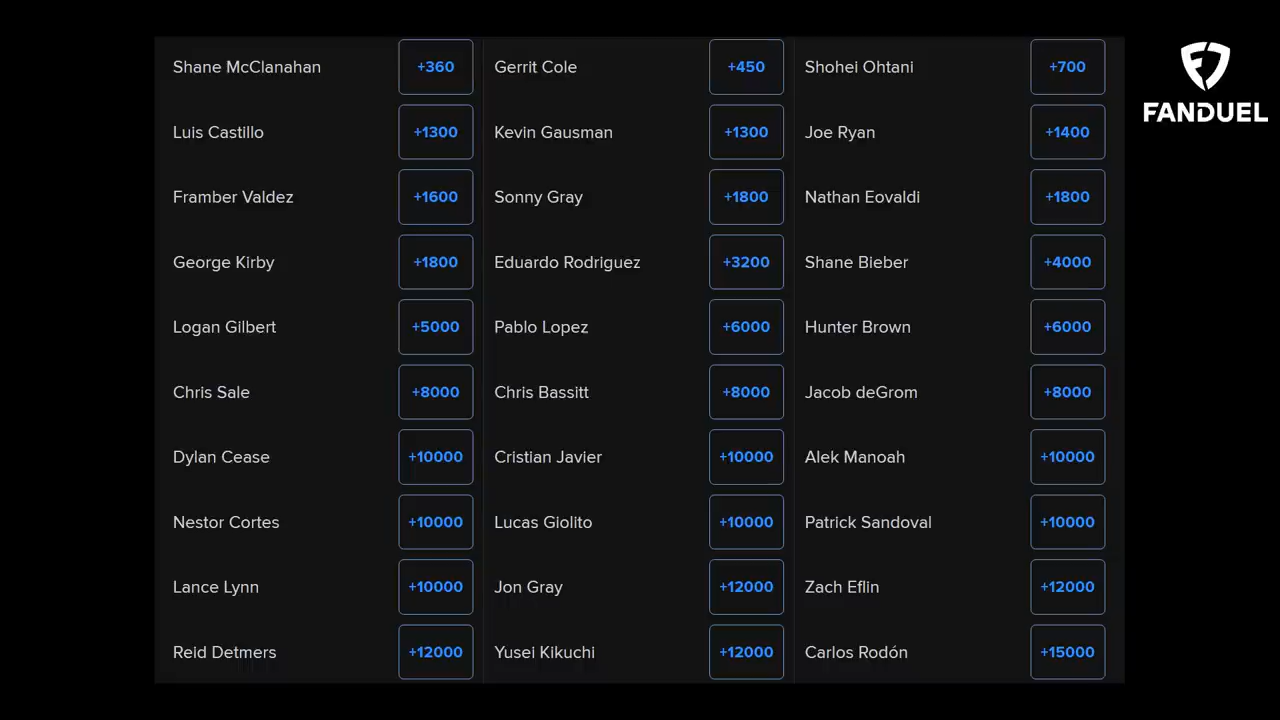 Shane McClanahan +360 Gerrit Cole +450 Shohei Ohtani +700
FANDUEL
Luis Castillo +1300 Kevin Gausman +1300 Joe Ryan +1400
Framber Valdez +1600 Sonny Gray +1800 Nathan Eovaldi +1800
George Kirby +1800 Eduardo Rodriguez +3200 Shane Bieber +4000
Logan Gilbert +5000 Pablo Lopez +6000 Hunter Brown +6000
Chris Sale +8000 Chris Bassitt +8000 Jacob deGrom +8000
Dylan Cease +10000 Cristian Javier +10000 Alek Manoah +10000
Nestor Cortes +10000 Lucas Giolito +10000 Patrick Sandoval +10000
Lance Lynn +10000 Jon Gray +12000 Zach Eflin +12000
Reid Detmers +12000 Yusei Kikuchi +12000 Carlos Rodón +15000